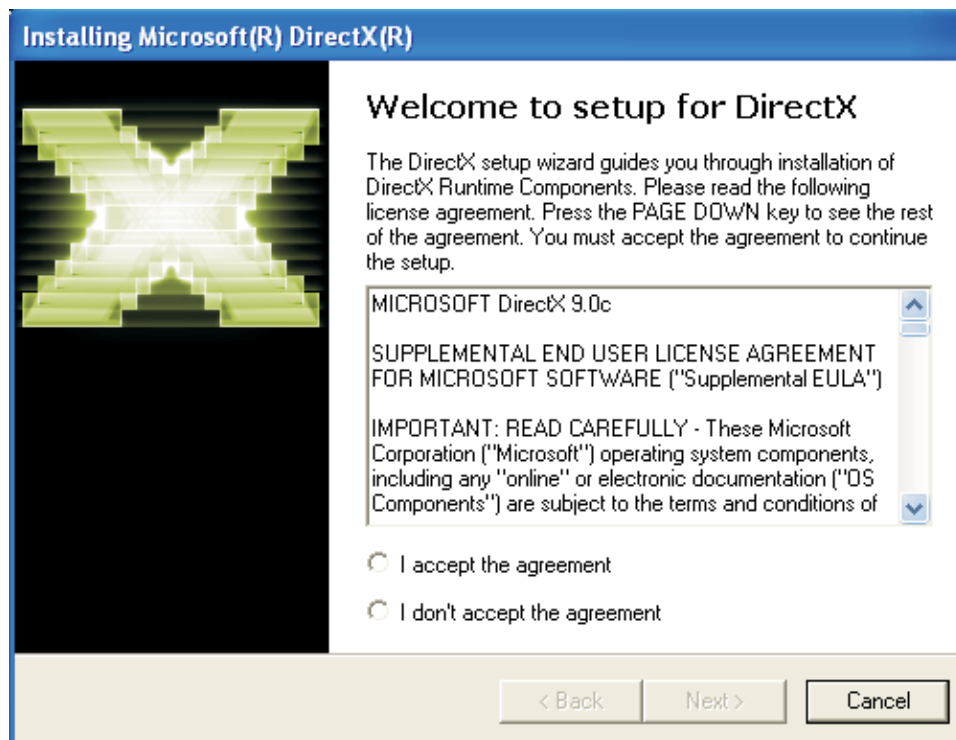 Installing Microsoft(R) DirectX(R)
Welcome to setup for DirectX
The DirectX setup wizard guides you through installation of
DirectX Runtime Components. Please read the following
license agreement. Press the PAGE DOWN key to see the rest
of the agreement. You must accept the agreement to continue
the setup.
MICROSOFT DirectX 9.0c
SUPPLEMENTAL END USER LICENSE AGREEMENT
FOR MICROSOFT SOFTWARE ("Supplemental EULA")
IMPORTANT: READ CAREFULLY - These Microsoft
Corporation ("Microsoft") operating system components,
including any "online" or electronic documentation ("OS
Components") are subject to the terms and conditions of
I accept the agreement
I don't accept the agreement
< Back Next > Cancel